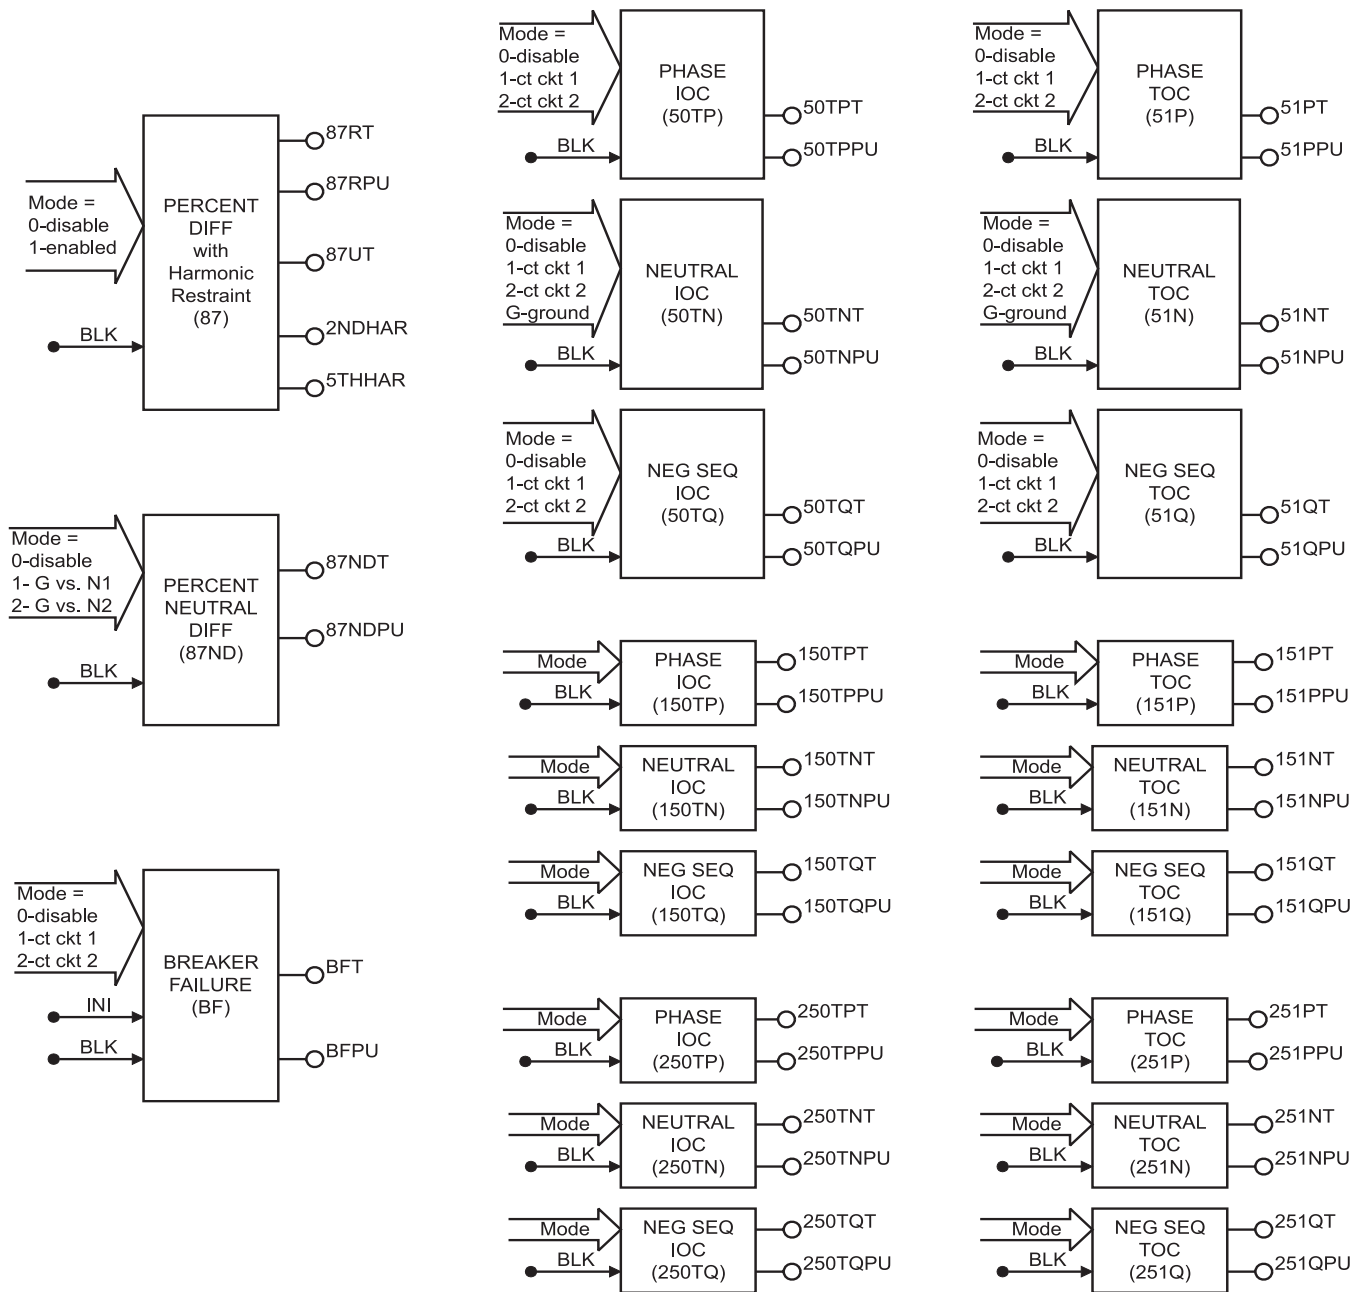 Mode =
0-disable
1-enabled
BLK
PERCENT
DIFF
with
Harmonic
Restraint
(87)
87RT
87RPU
87UT
2NDHAR
5THHAR
Mode =
0-disable
1- G vs. N1
2- G vs. N2
BLK
PERCENT
NEUTRAL
DIFF
(87ND)
87NDT
87NDPU
Mode =
0-disable
1-ct ckt 1
2-ct ckt 2
INI
BLK
BREAKER
FAILURE
(BF)
BFT
BFPU
Mode =
0-disable
1-ct ckt 1
2-ct ckt 2
BLK
PHASE
IOC
(50TP)
50TPT
50TPPU
Mode =
0-disable
1-ct ckt 1
2-ct ckt 2
G-ground
BLK
NEUTRAL
IOC
(50TN)
50TNT
50TNPU
Mode =
0-disable
1-ct ckt 1
2-ct ckt 2
BLK
NEG SEQ
IOC
(50TQ)
50TQT
50TQPU
Mode
BLK
PHASE
IOC
(150TP)
150TPT
150TPPU
Mode
BLK
NEUTRAL
IOC
(150TN)
150TNT
150TNPU
Mode
BLK
NEG SEQ
IOC
(150TQ)
150TQT
150TQPU
Mode
BLK
PHASE
IOC
(250TP)
250TPT
250TPPU
Mode
BLK
NEUTRAL
IOC
(250TN)
250TNT
250TNPU
Mode
BLK
NEG SEQ
IOC
(250TQ)
250TQT
250TQPU
Mode =
0-disable
1-ct ckt 1
2-ct ckt 2
BLK
PHASE
TOC
(51P)
51PT
51PPU
Mode =
0-disable
1-ct ckt 1
2-ct ckt 2
G-ground
BLK
NEUTRAL
TOC
(51N)
51NT
51NPU
Mode =
0-disable
1-ct ckt 1
2-ct ckt 2
BLK
NEG SEQ
TOC
(51Q)
51QT
51QPU
Mode
BLK
PHASE
TOC
(151P)
151PT
151PPU
Mode
BLK
NEUTRAL
TOC
(151N)
151NT
151NPU
Mode
BLK
NEG SEQ
TOC
(151Q)
151QT
151QPU
Mode
BLK
PHASE
TOC
(251P)
251PT
251PPU
Mode
BLK
NEUTRAL
TOC
(251N)
251NT
251NPU
Mode
BLK
NEG SEQ
TOC
(251Q)
251QT
251QPU